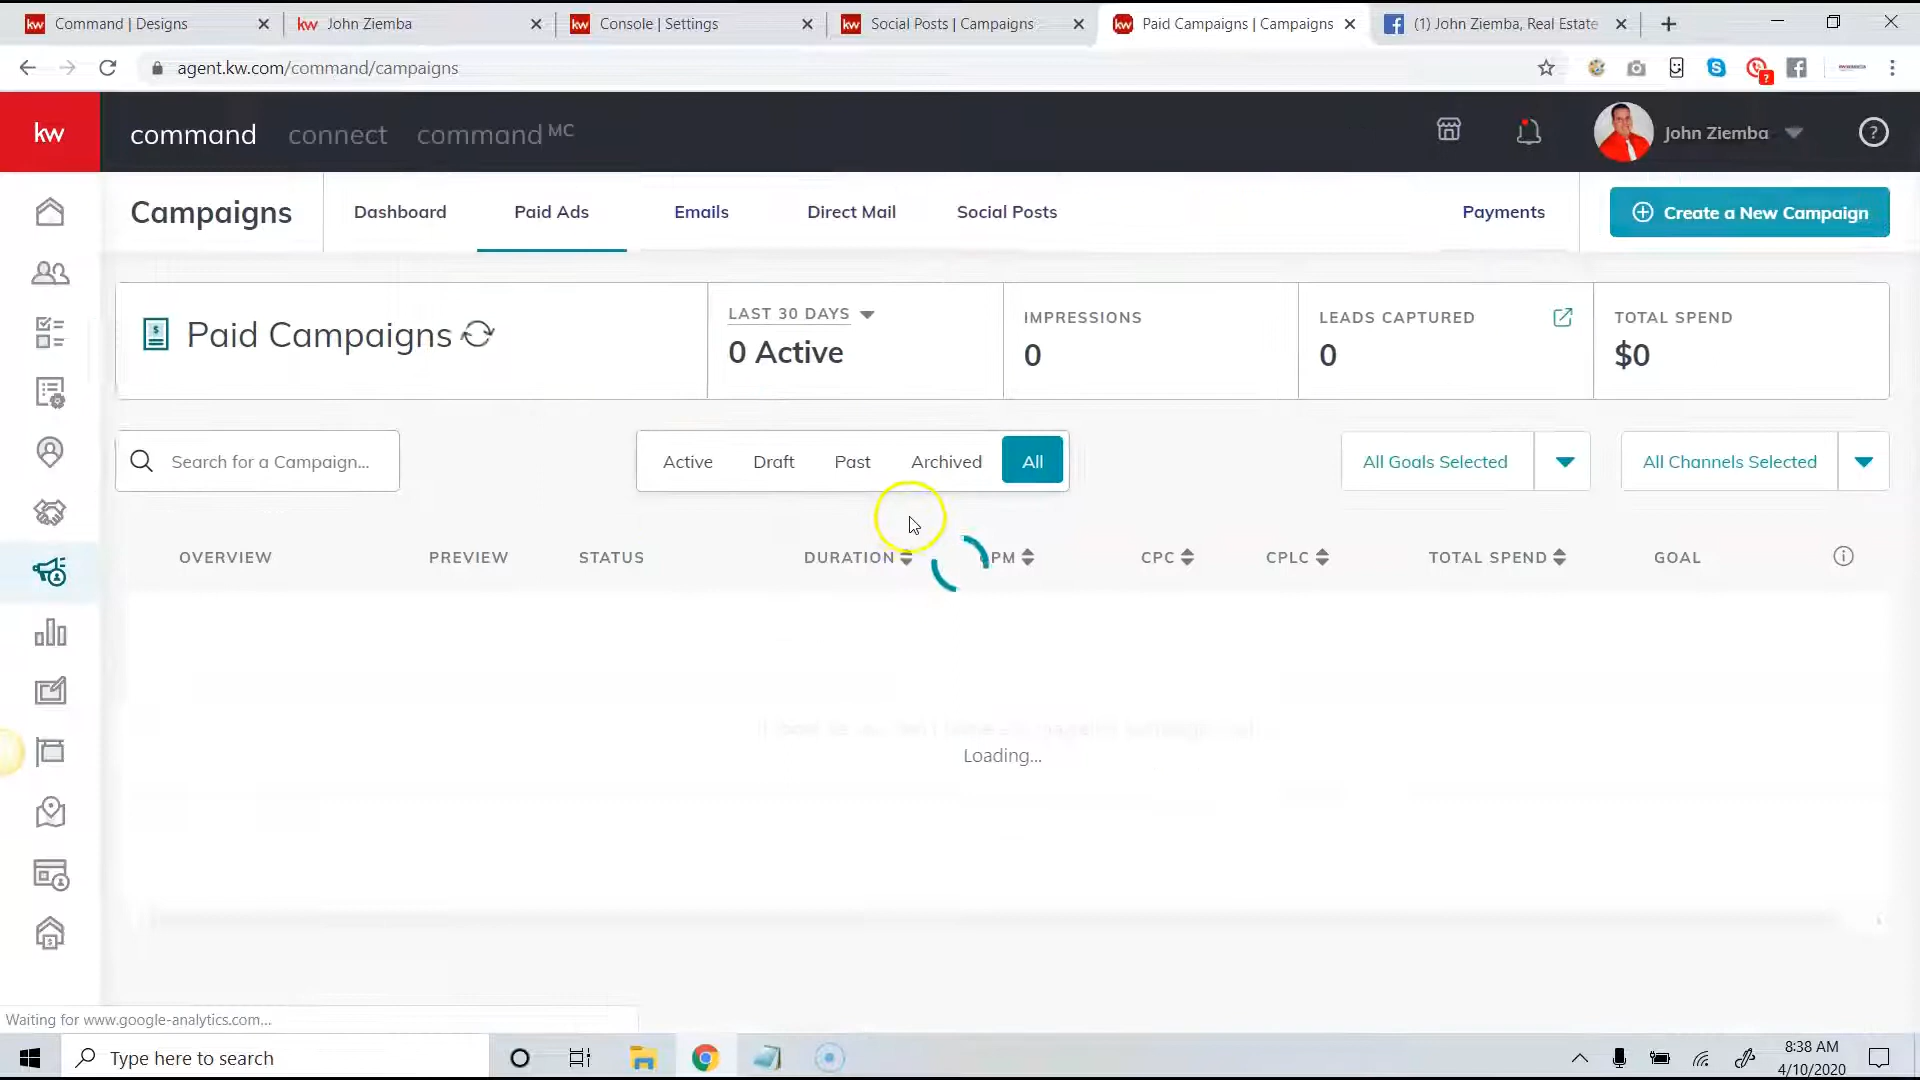 Command | Designs
kw John Ziemba
kw Console | Settings
kw Social Posts | Campaigns
kw Paid Campaigns | Campaigns
(1) John Ziemba, Real Estate
agent.kw.com/command/campaigns
kw command connect command MC John Ziemba ?
Campaigns Dashboard Paid Ads Emails Direct Mail Social Posts Payments Create a New Campaign
Paid Campaigns
LAST 30 DAYS
0 Active
IMPRESSIONS
0
LEADS CAPTURED
0
TOTAL SPEND
$0
Search for a Campaign... Active Draft Past Archived All All Goals Selected All Channels Selected
OVERVIEW PREVIEW STATUS DURATION PM CPC CPLC TOTAL SPEND GOAL
Loading...
Waiting for www.google-analytics.com...
Type here to search
8:38 AM
4/10/2020